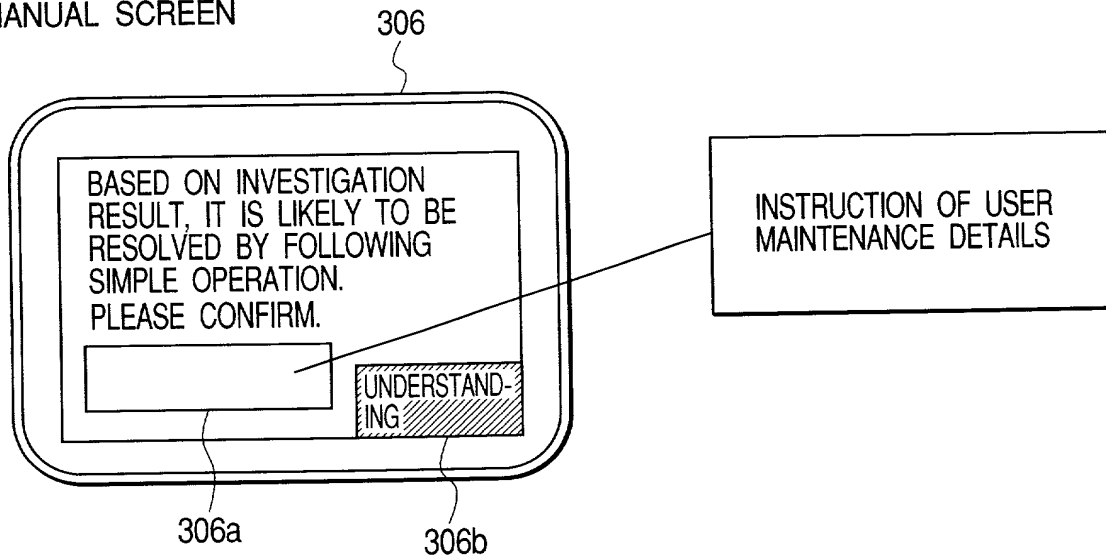 MANUAL SCREEN
306
BASED ON INVESTIGATION
RESULT, IT IS LIKELY TO BE
RESOLVED BY FOLLOWING
SIMPLE OPERATION.
PLEASE CONFIRM.
UNDERSTAND-
ING
INSTRUCTION OF USER
MAINTENANCE DETAILS
306a
306b